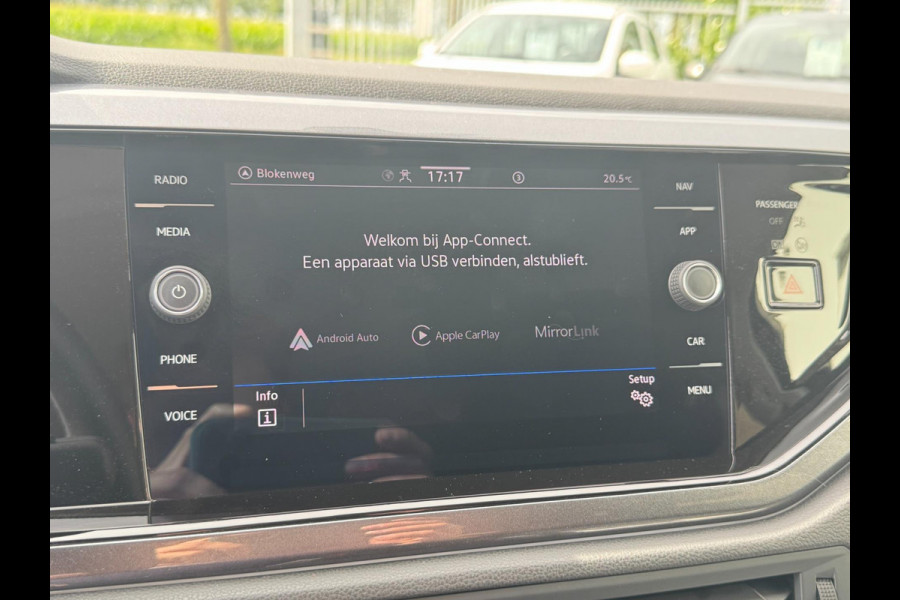 RADIO
MEDIA
PHONE
VOICE
Blokenweg
17:17
3
20.5°C
Welkom bij App-Connect.
Een apparaat via USB verbinden, alstublieft.
Android Auto
Apple CarPlay
MirrorLink
Info
Setup
NAV
APP
CAR
MENU
PASSENGER
OFF